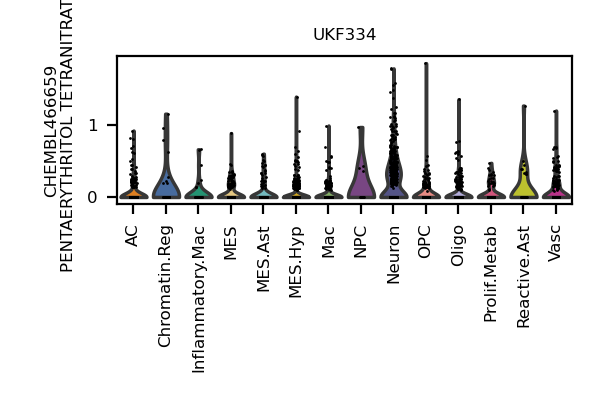 UKF334
CHEMBL466659
PENTAERYTHRITOL TETRANITRAT
1
0
AC
Chromatin.Reg
Inflammatory.Mac
MES
MES.Ast
MES.Hyp
Mac
NPC
Neuron
OPC
Oligo
Prolif.Metab
Reactive.Ast
Vasc